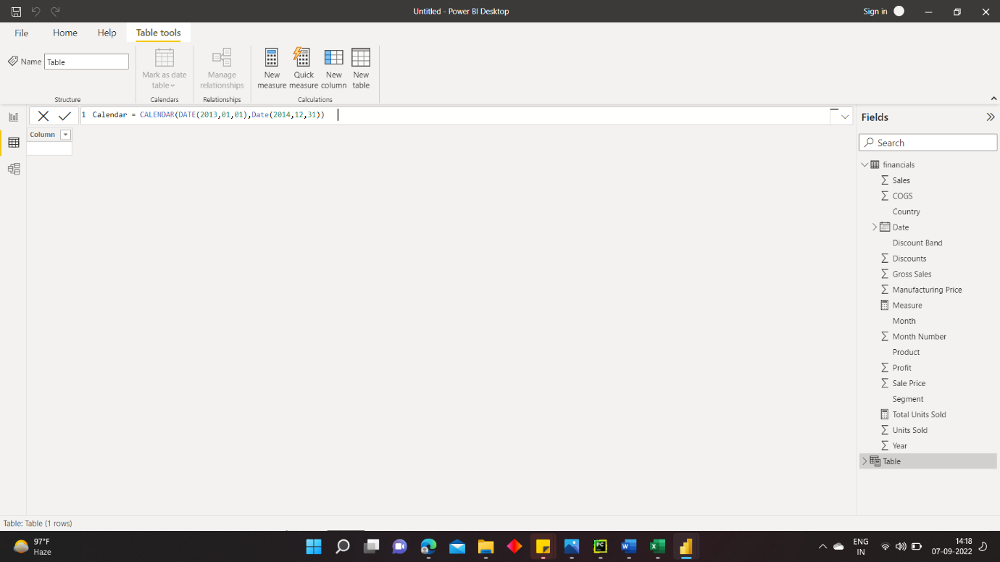 Untitled - Power BI Desktop
Sign in
File
Home
Help
Table tools
Name
Table
Mark as date
table
Manage
relationships
New
measure
Quick
measure
New
column
New
table
Structure
Calendars
Relationships
Calculations
1 Calendar = CALENDAR(DATE(2013,01,01),Date(2014,12,31))
Column
Fields
Search
financials
Sales
COGS
Country
Date
Discount Band
Discounts
Gross Sales
Manufacturing Price
Measure
Month
Month Number
Product
Profit
Sale Price
Segment
Total Units Sold
Units Sold
Year
Table
Table: Table (1 rows)
97°F
Haze
PC
W
X
ENG
IN
14:18
07-09-2022